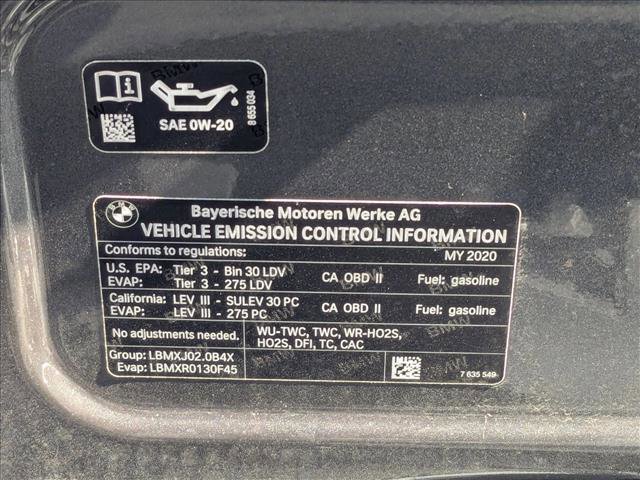 SAE 0W-20
8 655 034
BMW
Bayerische Motoren Werke AG
VEHICLE EMISSION CONTROL INFORMATION
Conforms to regulations: MY 2020
U.S. EPA: Tier 3 - Bin 30 LDV CA OBD II Fuel: gasoline
EVAP: Tier 3 - 275 LDV
California: LEV III - SULEV 30 PC CA OBD II Fuel: gasoline
EVAP: LEV III - 275 PC
No adjustments needed. WU-TWC, TWC, WR-HO2S,
HO2S, DFI, TC, CAC
Group: LBMXJ02.0B4X
Evap: LBMXR0130F45
7 635 549